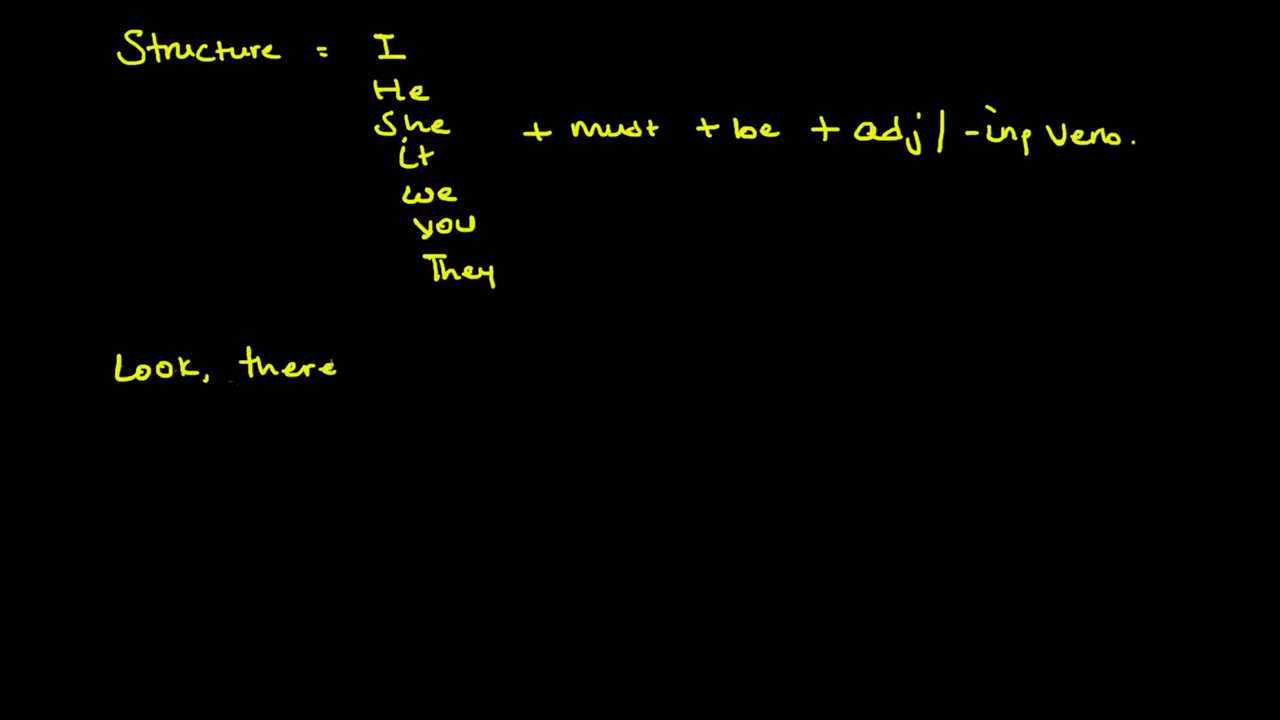 Structure = I
He
She + must + be + adj / -ing verb.
it
we
you
They
Look, there